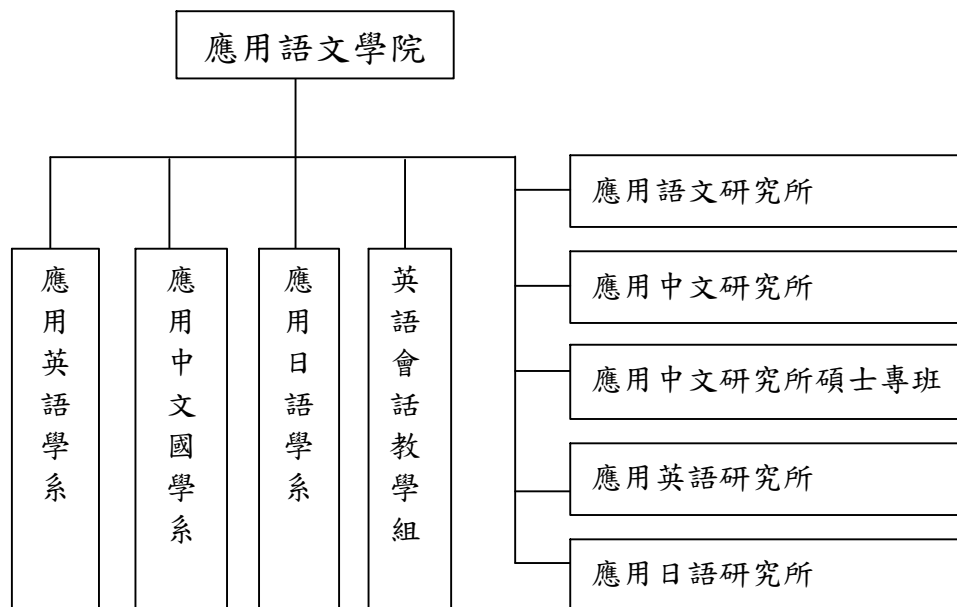 應用語文學院
應用英語學系
應用中文國學系
應用日語學系
英語會話教學組
應用語文研究所
應用中文研究所
應用中文研究所碩士專班
應用英語研究所
應用日語研究所